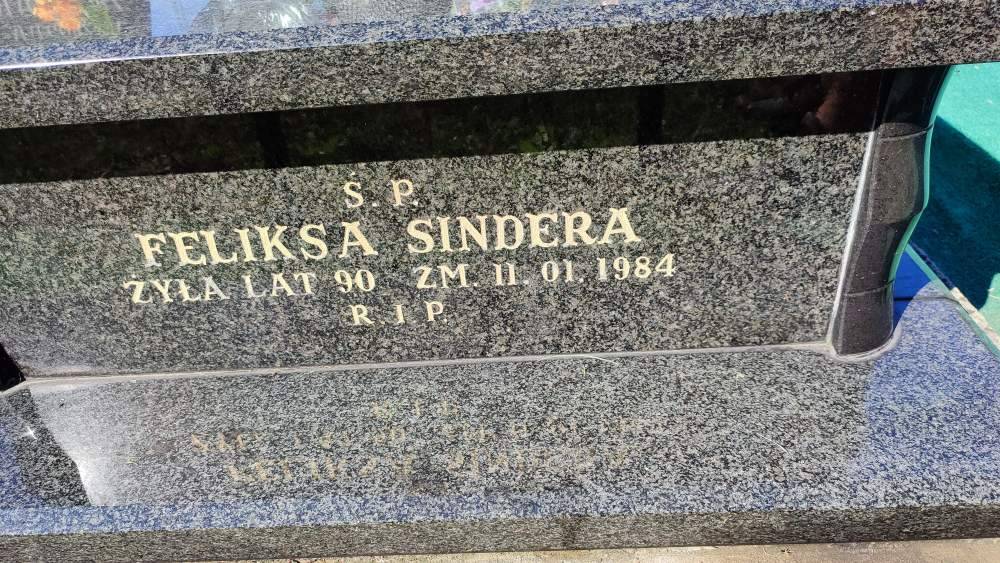 Ś. P.
FELIKSA SINDERA
ŻYŁA LAT 90 ZM. 11. 01. 1984
R. I P.